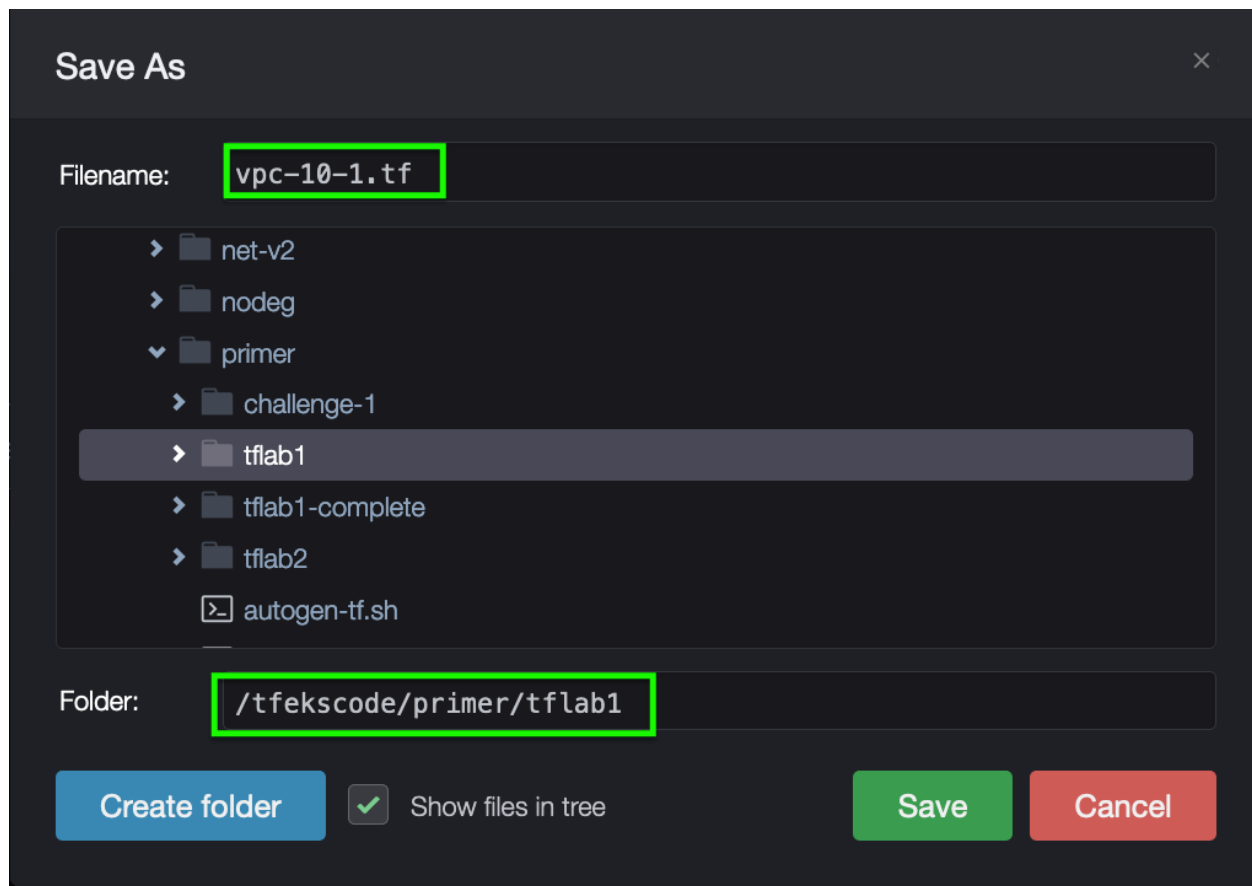 Save As
Filename: vpc-10-1.tf
net-v2
nodeg
primer
challenge-1
tflab1
tflab1-complete
tflab2
autogen-tf.sh
Folder: /tfekscode/primer/tflab1
Create folder Show files in tree Save Cancel